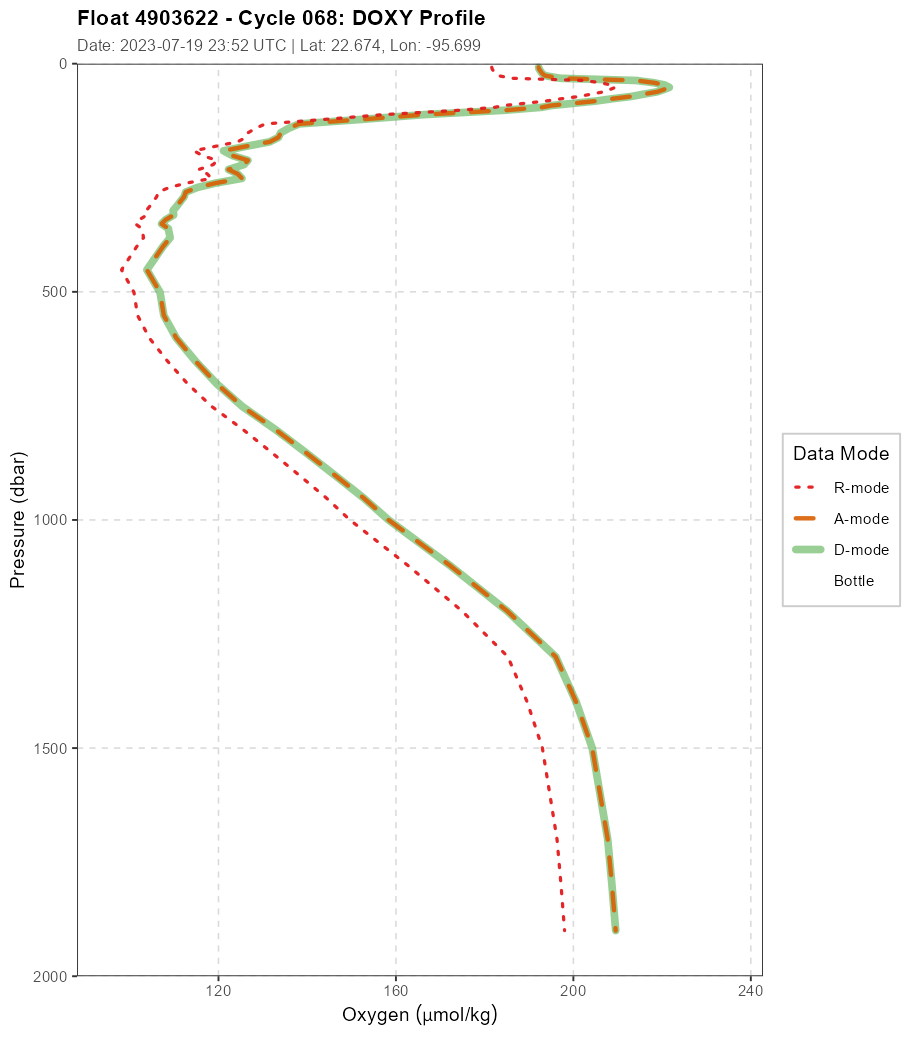 Float 4903622 - Cycle 068: DOXY Profile
Date: 2023-07-19 23:52 UTC | Lat: 22.674, Lon: -95.699
0
500
1000
1500
2000
Pressure (dbar)
120 160 200 240
Oxygen (μmol/kg)
Data Mode
R-mode
A-mode
D-mode
Bottle